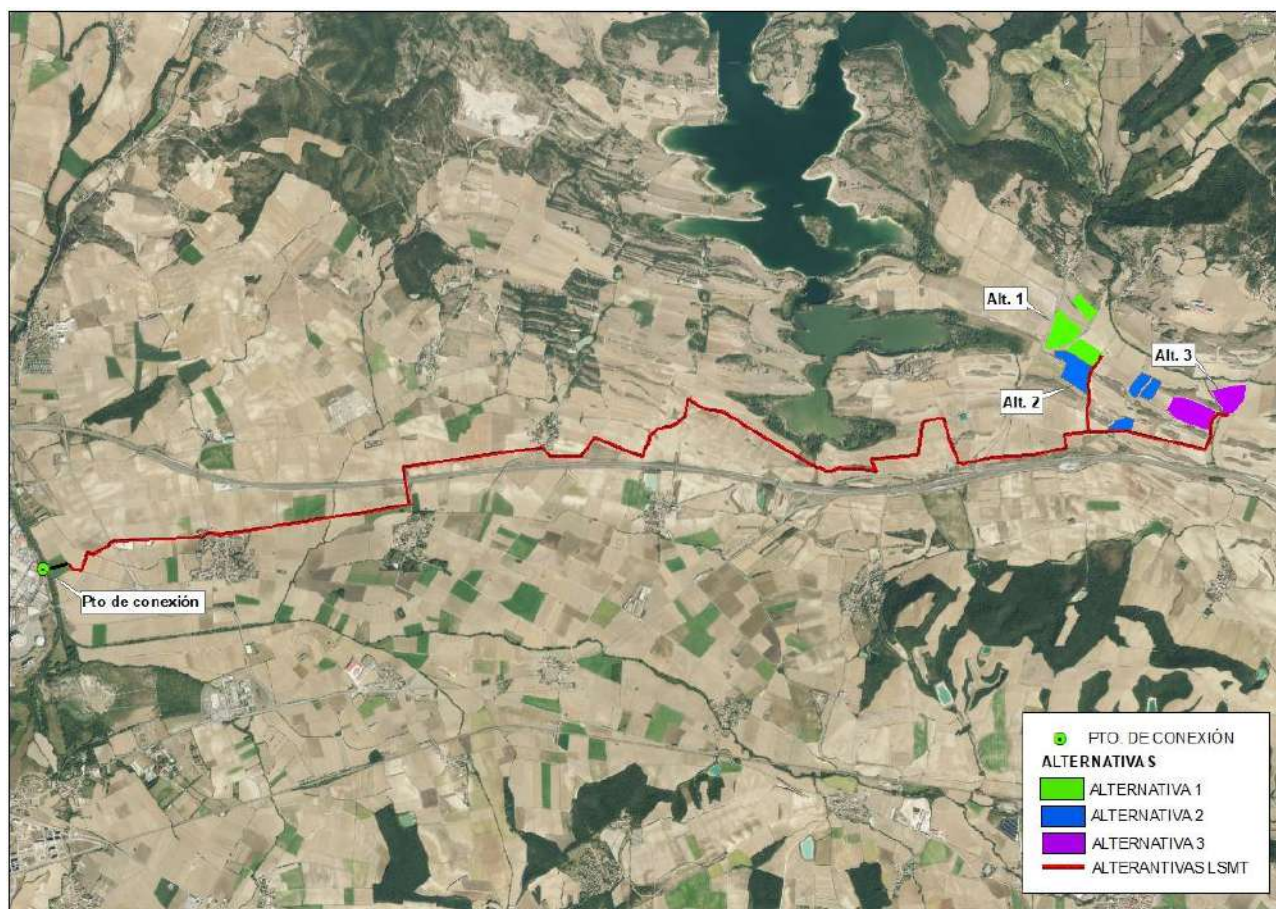 Alt. 1
Alt. 3
Alt. 2
Pto de conexión
PTO. DE CONEXIÓN
ALTERNATIVAS
ALTERNATIVA 1
ALTERNATIVA 2
ALTERNATIVA 3
ALTERANTIVAS LSMT